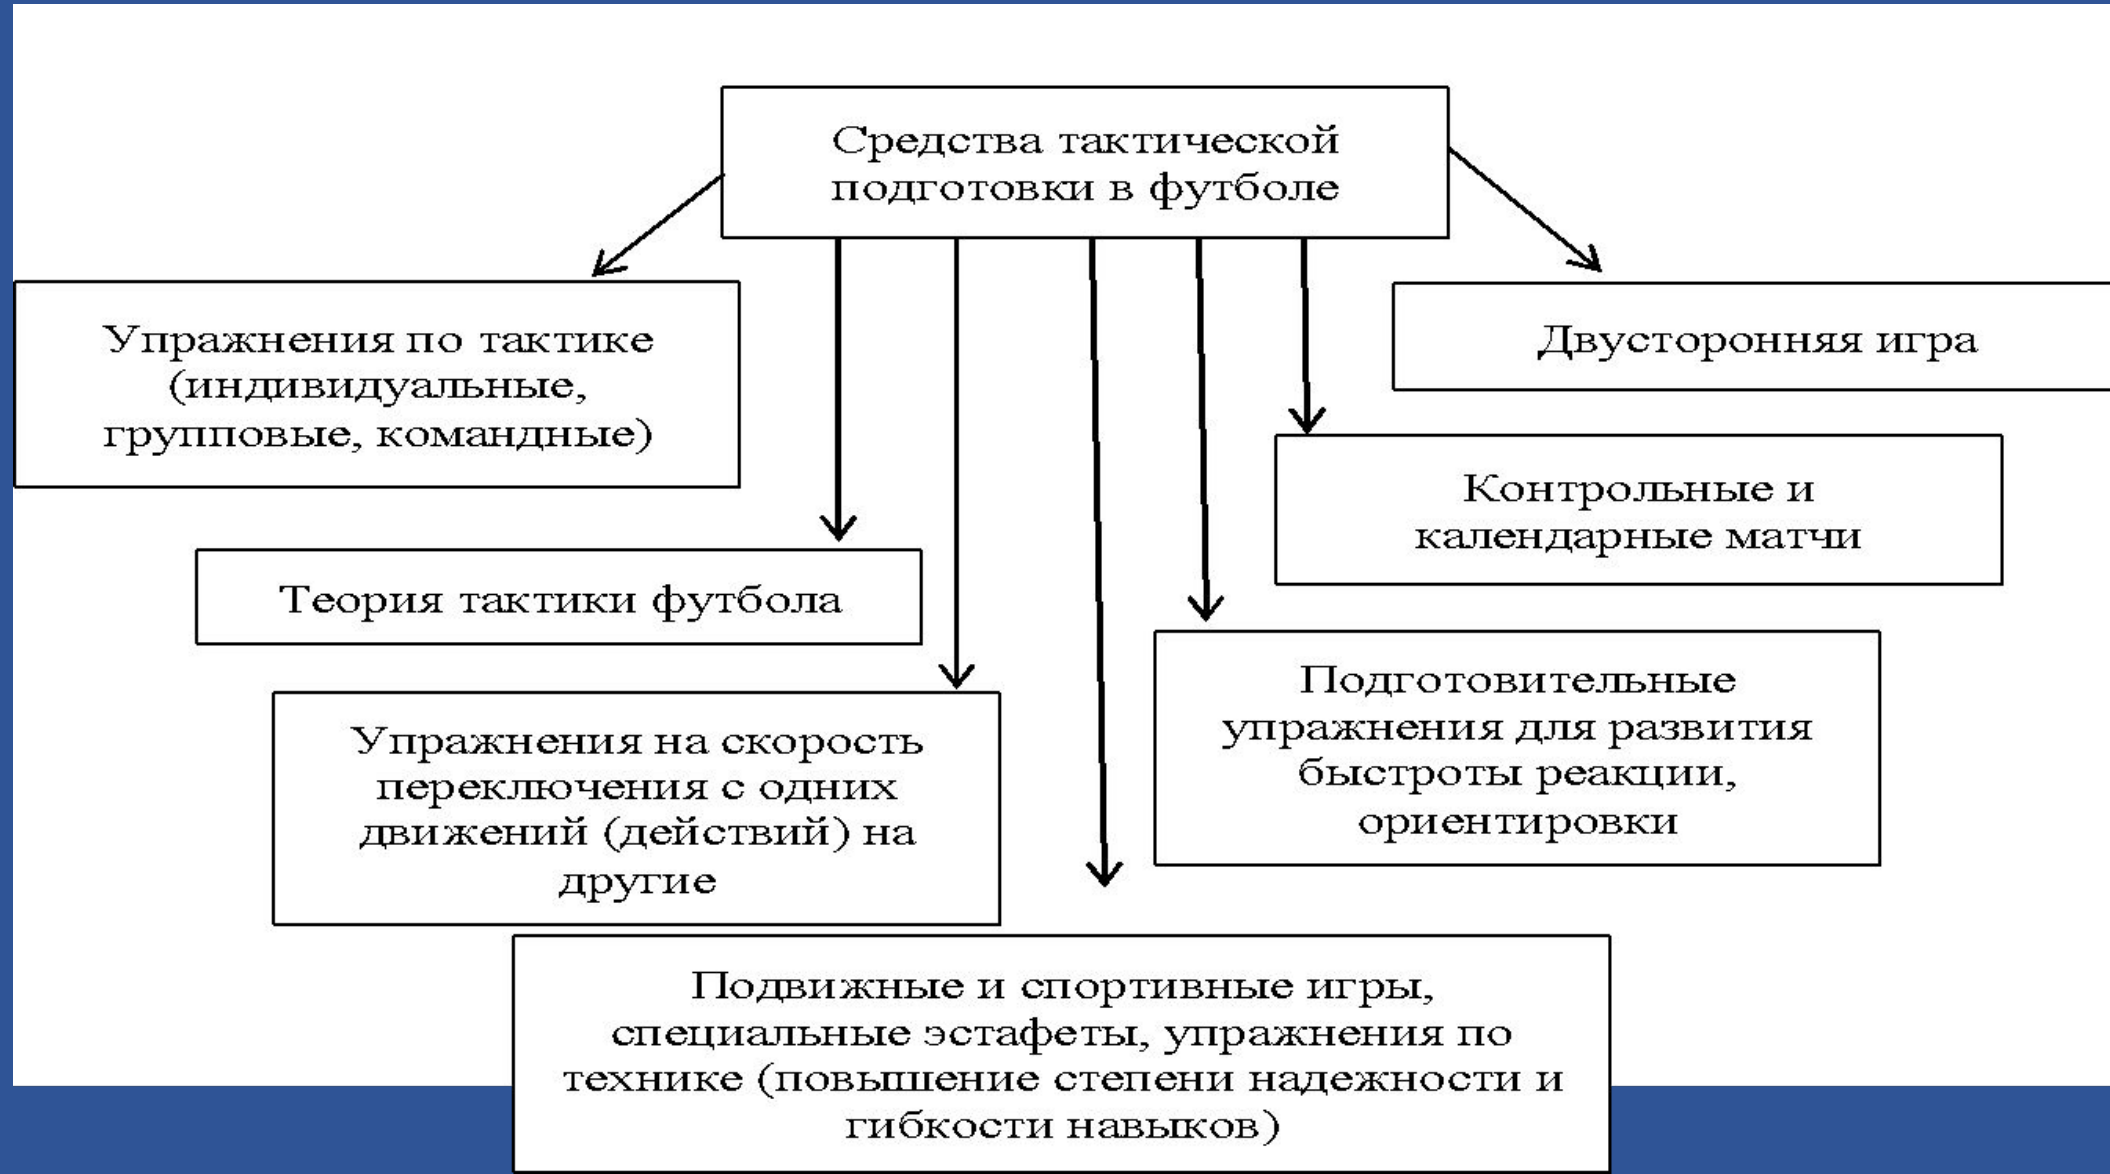 Средства тактической
подготовки в футболе
Упражнения по тактике
(индивидуальные,
групповые, командные)
Двусторонняя игра
Контрольные и
календарные матчи
Теория тактики футбола
Подготовительные
упражнения для развития
быстроты реакции,
ориентировки
Упражнения на скорость
переключения с одних
движений (действий) на
другие
Подвижные и спортивные игры,
специальные эстафеты, упражнения по
технике (повышение степени надежности и
гибкости навыков)